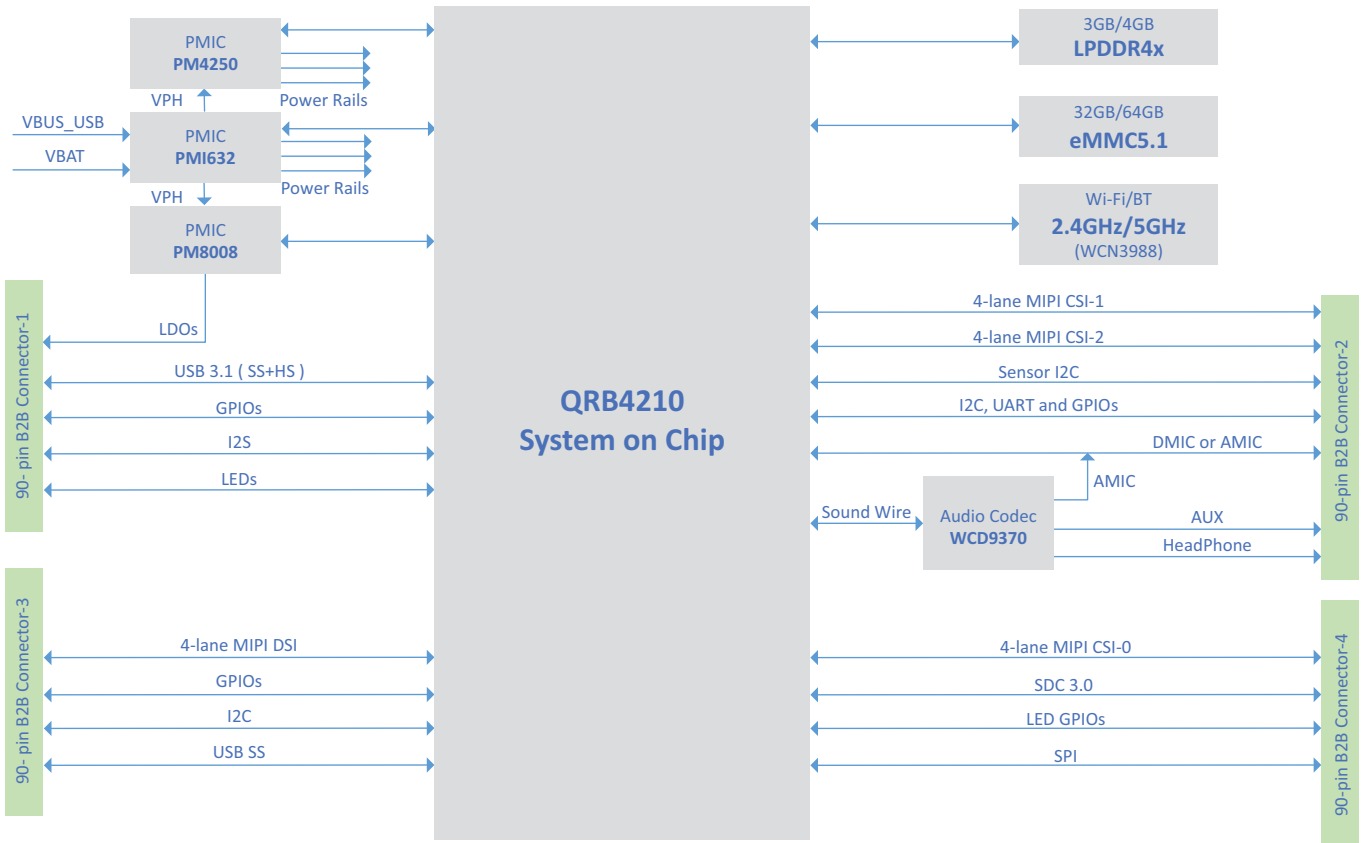 PMIC
PM4250
VPH
Power Rails
VBUS_USB
VBAT
PMIC
PMI632
Power Rails
VPH
PMIC
PM8008
90- pin B2B Connector-1
LDOs
USB 3.1 ( SS+HS )
GPIOs
I2S
LEDs
90- pin B2B Connector-3
4-lane MIPI DSI
GPIOs
I2C
USB SS
QRB4210
System on Chip
3GB/4GB
LPDDR4x
32GB/64GB
eMMC5.1
Wi-Fi/BT
2.4GHz/5GHz
(WCN3988)
4-lane MIPI CSI-1
4-lane MIPI CSI-2
Sensor I2C
I2C, UART and GPIOs
DMIC or AMIC
AMIC
Sound Wire
Audio Codec
WCD9370
AUX
HeadPhone
90-pin B2B Connector-2
4-lane MIPI CSI-0
SDC 3.0
LED GPIOs
SPI
90-pin B2B Connector-4